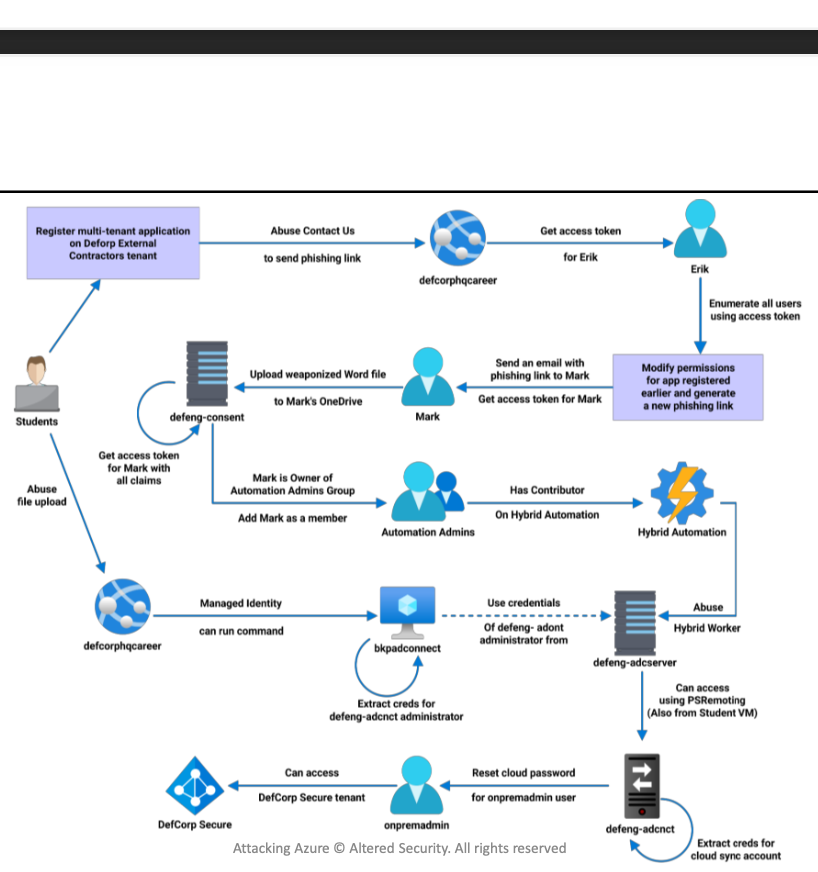 Register multi-tenant application
on Deforp External
Contractors tenant
Abuse Contact Us
to send phishing link
defcorphqcareer
Get access token
for Erik
Erik
Enumerate all users
using access token
Modify permissions
for app registered
earlier and generate
a new phishing link
Send an email with
phishing link to Mark
Get access token for Mark
Mark
Upload weaponized Word file
to Mark's OneDrive
defeng-consent
Get access token
for Mark with
all claims
Students
Abuse
file upload
Mark is Owner of
Automation Admins Group
Add Mark as a member
Automation Admins
Has Contributor
On Hybrid Automation
Hybrid Automation
Abuse
Hybrid Worker
defcorphqcareer
Managed Identity
can run command
bkpadconnect
Extract creds for
defeng-adcnct administrator
Use credentials
Of defeng- adont
administrator from
defeng-adcserver
Can access
using PSRemoting
(Also from Student VM)
defeng-adcnct
Extract creds for
cloud sync account
Reset cloud password
for onpremadmin user
onpremadmin
Can access
DefCorp Secure tenant
DefCorp Secure
Attacking Azure © Altered Security. All rights reserved